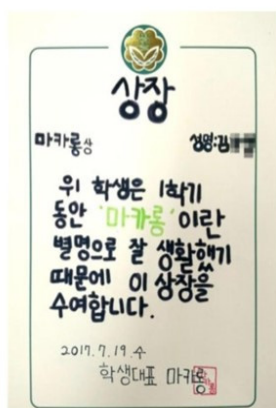 상장
마카롱상 성명:김
위 학생은 1학기
동안 '마카롱'이란
별명으로 잘 생활했기
때문에 이 상장을
수여합니다.
2017.7.19.수
학생대표 마카롱